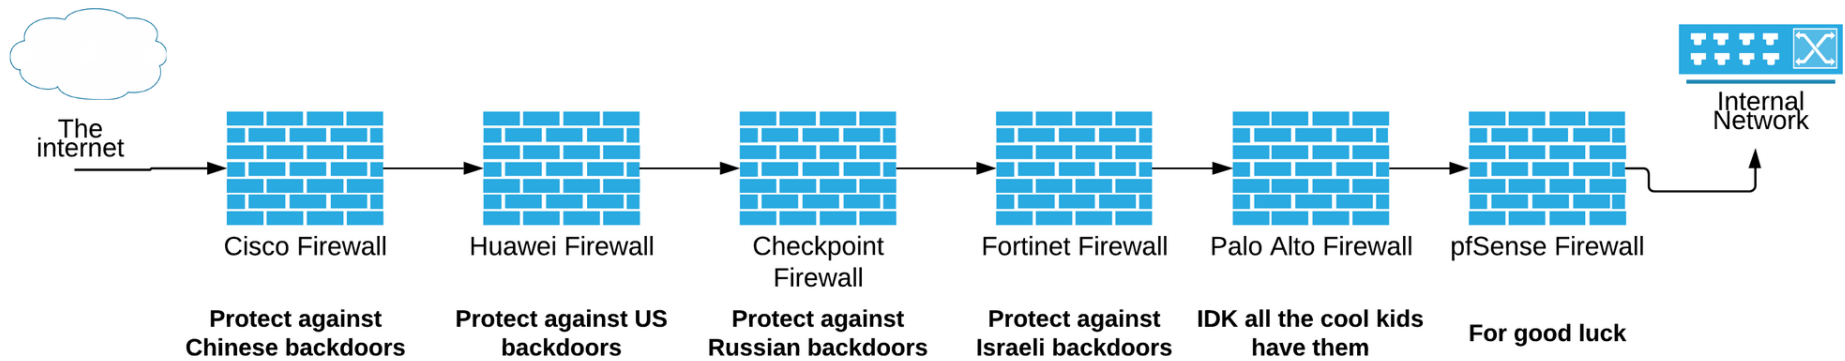 The
internet
Cisco Firewall
Protect against
Chinese backdoors
Huawei Firewall
Protect against US
backdoors
Checkpoint
Firewall
Protect against
Russian backdoors
Fortinet Firewall
Protect against
Israeli backdoors
Palo Alto Firewall
IDK all the cool kids
have them
pfSense Firewall
For good luck
Internal
Network